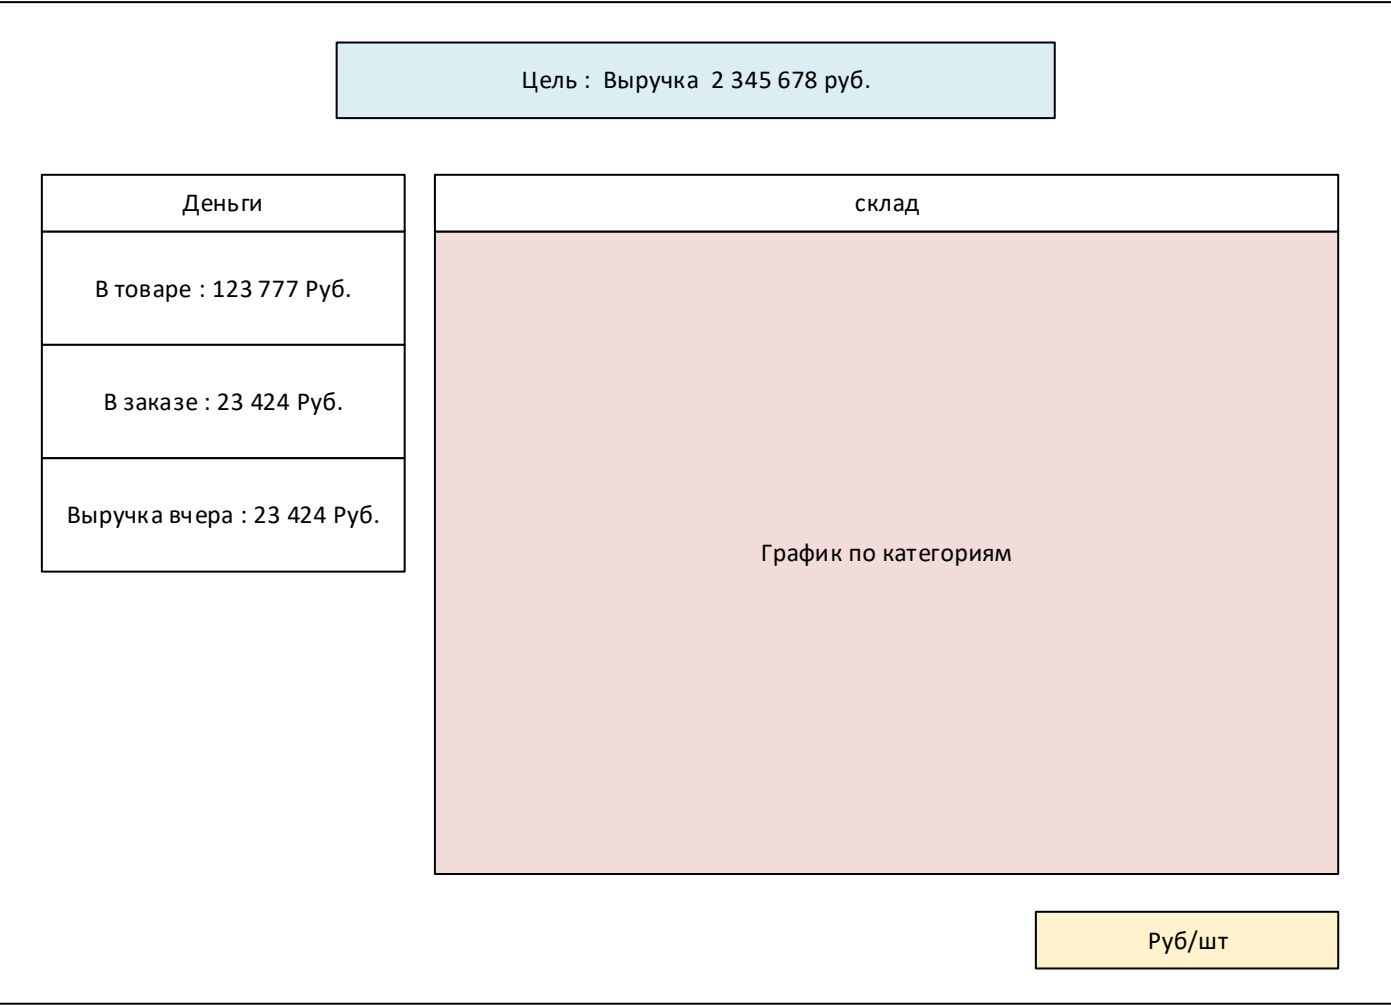 Цель : Выручка 2 345 678 руб.
Деньги
В товаре : 123 777 Руб.
В заказе : 23 424 Руб.
Выручка вчера : 23 424 Руб.
склад
График по категориям
Руб/шт